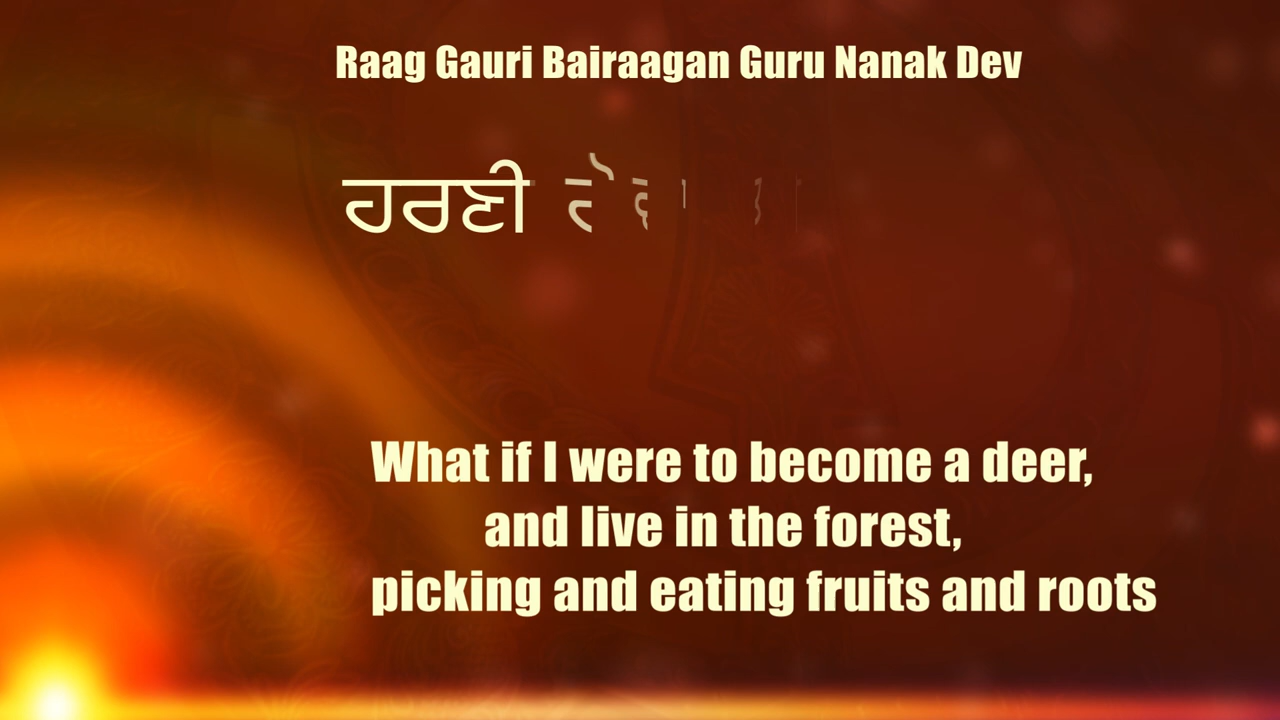 Raag Gauri Bairaagan Guru Nanak Dev
ਹਰਣੀ
What if I were to become a deer,
and live in the forest,
picking and eating fruits and roots